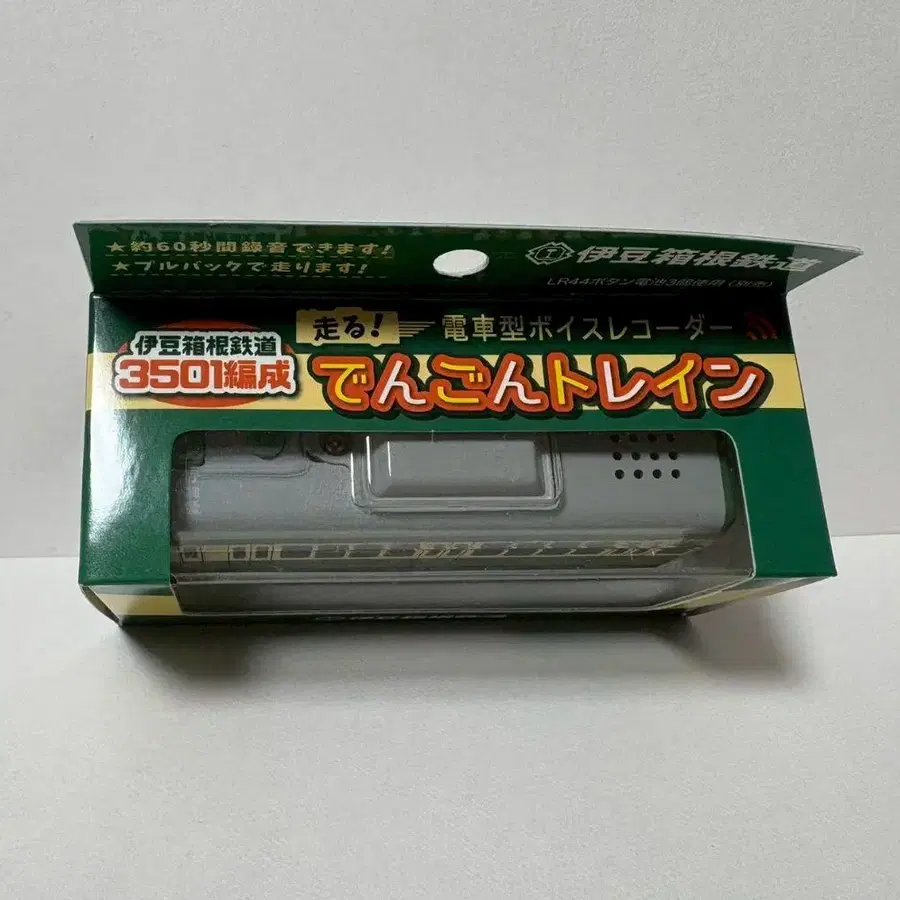 ★約60秒間録音できます!
★プルバックで走ります!
伊豆箱根鉄道
LR44ボタン電池3個使用(別売)
走る!
電車型ボイスレコーダー
伊豆箱根鉄道
3501編成
でんごんトレイン